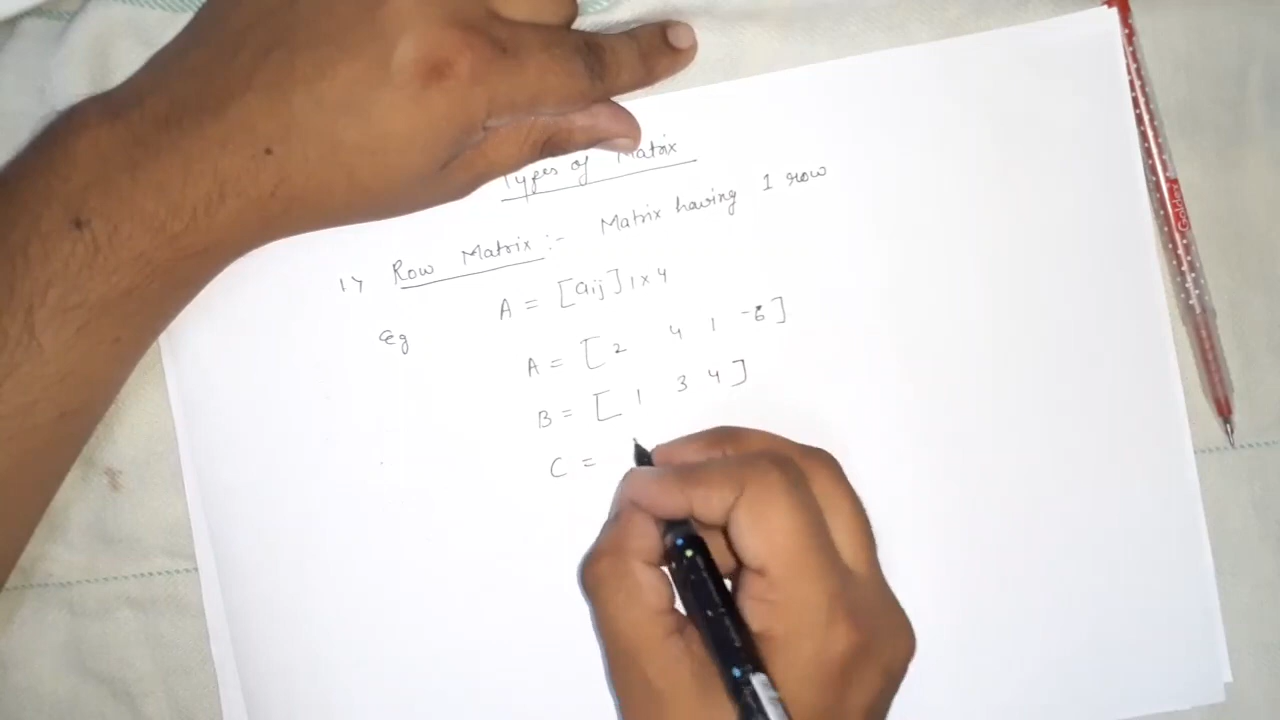 Types of Matrix
1> Row Matrix :- Matrix having 1 row
Eg A = [aij] 1×4
A = [2 4 1 -6]
B = [1 3 4]
C =
Goldex